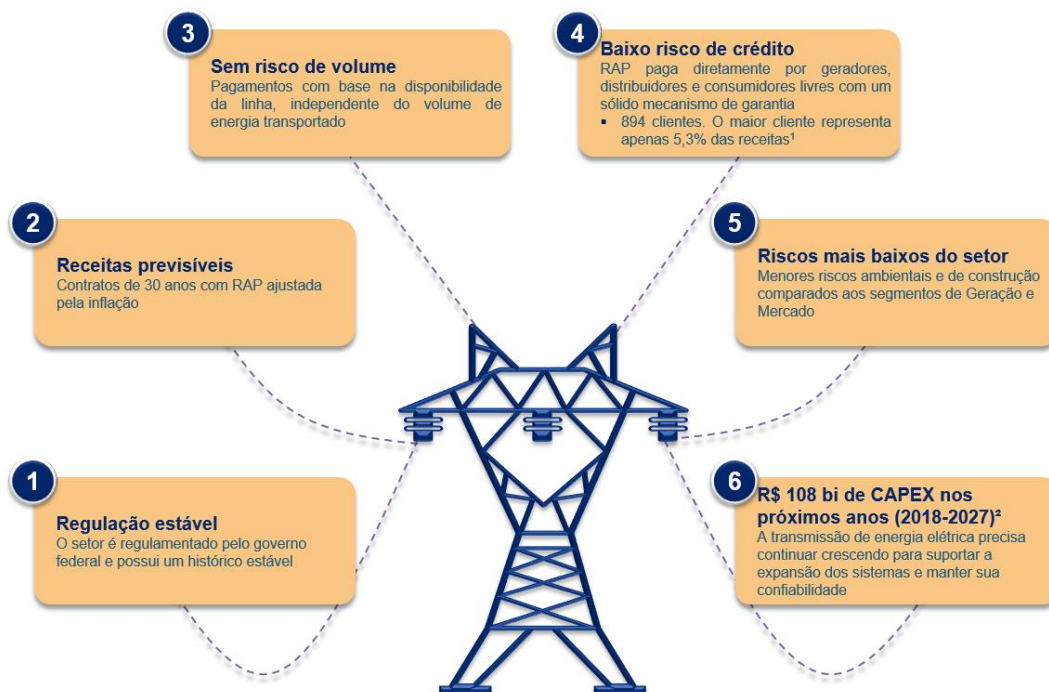 1
Regulação estável
O setor é regulamentado pelo governo
federal e possui um histórico estável
2
Receitas previsíveis
Contratos de 30 anos com RAP ajustada
pela inflação
3
Sem risco de volume
Pagamentos com base na disponibilidade
da linha, independente do volume de
energia transportado
4
Baixo risco de crédito
RAP paga diretamente por geradores,
distribuidores e consumidores livres com um
sólido mecanismo de garantia
▪ 894 clientes. O maior cliente representa
apenas 5,3% das receitas¹
5
Riscos mais baixos do setor
Menores riscos ambientais e de construção
comparados aos segmentos de Geração e
Mercado
6
R$ 108 bi de CAPEX nos
próximos anos (2018-2027)²
A transmissão de energia elétrica precisa
continuar crescendo para suportar a
expansão dos sistemas e manter sua
confiabilidade